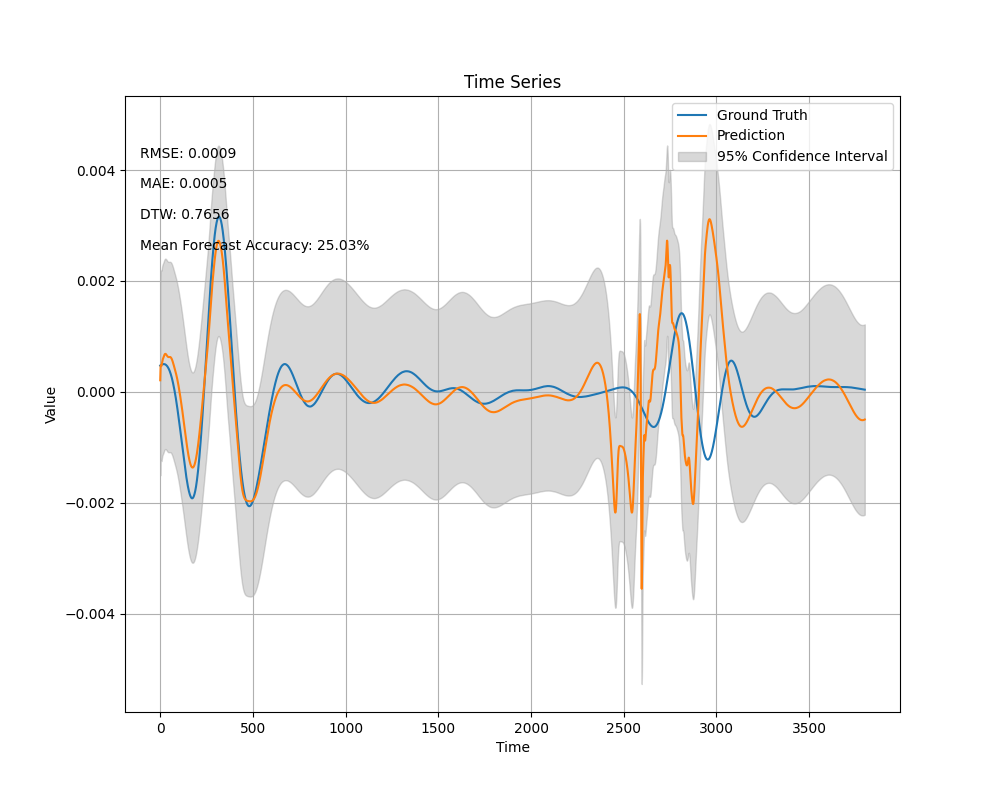 Time Series
Ground Truth
Prediction
95% Confidence Interval
RMSE: 0.0009
MAE: 0.0005
DTW: 0.7656
Mean Forecast Accuracy: 25.03%
0.004
0.002
0.000
−0.002
−0.004
Value
0 500 1000 1500 2000 2500 3000 3500
Time